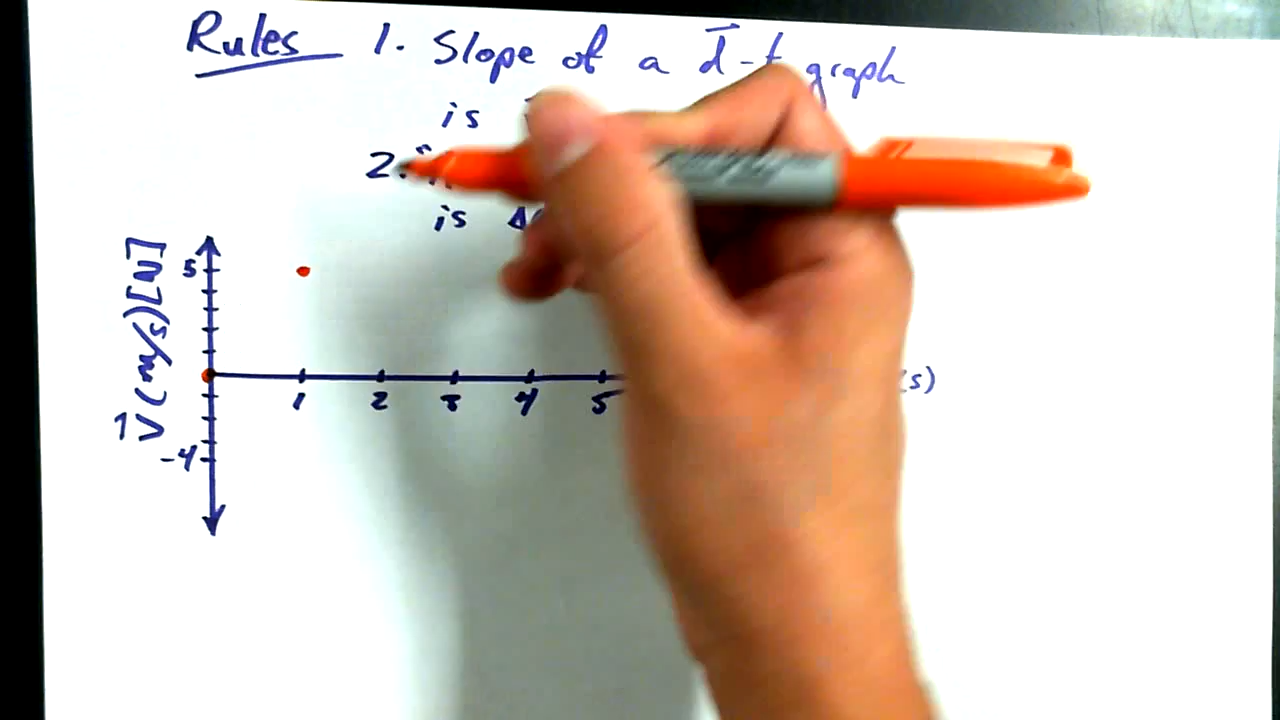 Rules 1. Slope of a d-t graph
is
2.
is
V (m/s) [N]
5
1 2 3 4 5
(s)
-4